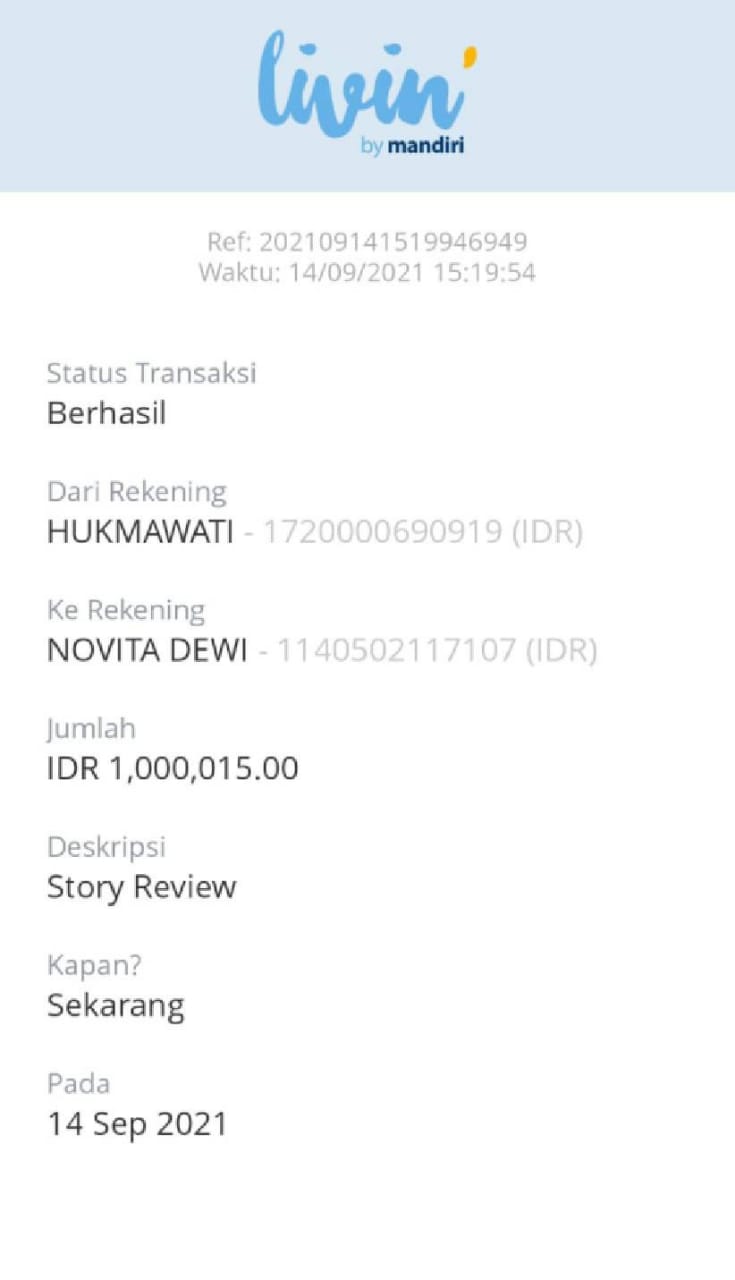 livin'
by mandiri
Ref: 202109141519946949
Waktu: 14/09/2021 15:19:54
Status Transaksi
Berhasil
Dari Rekening
HUKMAWATI - 1720000690919 (IDR)
Ke Rekening
NOVITA DEWI - 1140502117107 (IDR)
Jumlah
IDR 1,000,015.00
Deskripsi
Story Review
Kapan?
Sekarang
Pada
14 Sep 2021